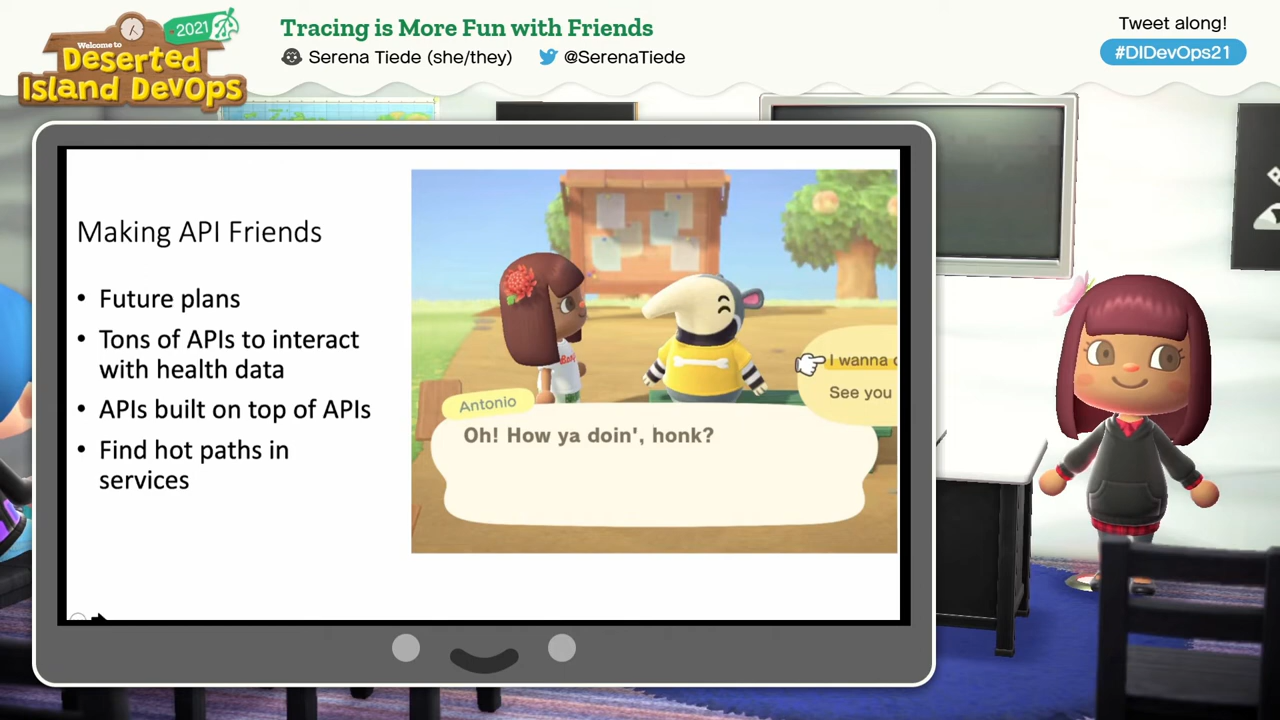 Welcome to
Deserted
Island DevOps
2021
Tracing is More Fun with Friends
Serena Tiede (she/they)
@SerenaTiede
Tweet along!
#DIDevOps21
Making API Friends
• Future plans
• Tons of APIs to interact
with health data
• APIs built on top of APIs
• Find hot paths in
services
I wanna
See you
Antonio
Oh! How ya doin', honk?